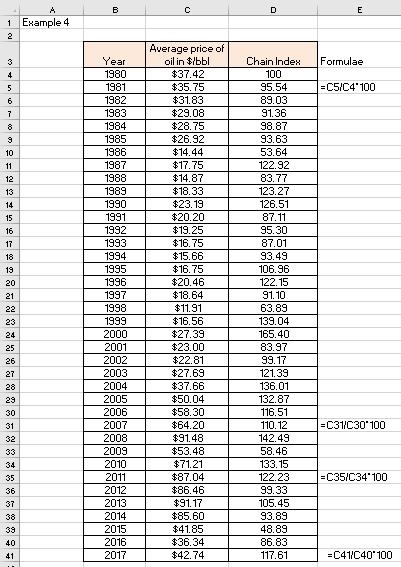 A B C D E
1 Example 4
2
Average price of
3 Year oil in $/bbl Chain Index Formulae
4 1980 $37.42 100
5 1981 $35.75 95.54 =C5/C4*100
6 1982 $31.83 89.03
7 1983 $29.08 91.36
8 1984 $28.75 98.87
9 1985 $26.92 93.63
10 1986 $14.44 53.64
11 1987 $17.75 122.92
12 1988 $14.87 83.77
13 1989 $18.33 123.27
14 1990 $23.19 126.51
15 1991 $20.20 87.11
16 1992 $19.25 95.30
17 1993 $16.75 87.01
18 1994 $15.66 93.49
19 1995 $16.75 106.96
20 1996 $20.46 122.15
21 1997 $18.64 91.10
22 1998 $11.91 63.89
23 1999 $16.56 139.04
24 2000 $27.39 165.40
25 2001 $23.00 83.97
26 2002 $22.81 99.17
27 2003 $27.69 121.39
28 2004 $37.66 136.01
29 2005 $50.04 132.87
30 2006 $58.30 116.51
31 2007 $64.20 110.12 =C31/C30*100
32 2008 $91.48 142.49
33 2009 $53.48 58.46
34 2010 $71.21 133.15
35 2011 $87.04 122.23 =C35/C34*100
36 2012 $86.46 99.33
37 2013 $91.17 105.45
38 2014 $85.60 93.89
39 2015 $41.85 48.89
40 2016 $36.34 86.83
41 2017 $42.74 117.61 =C41/C40*100